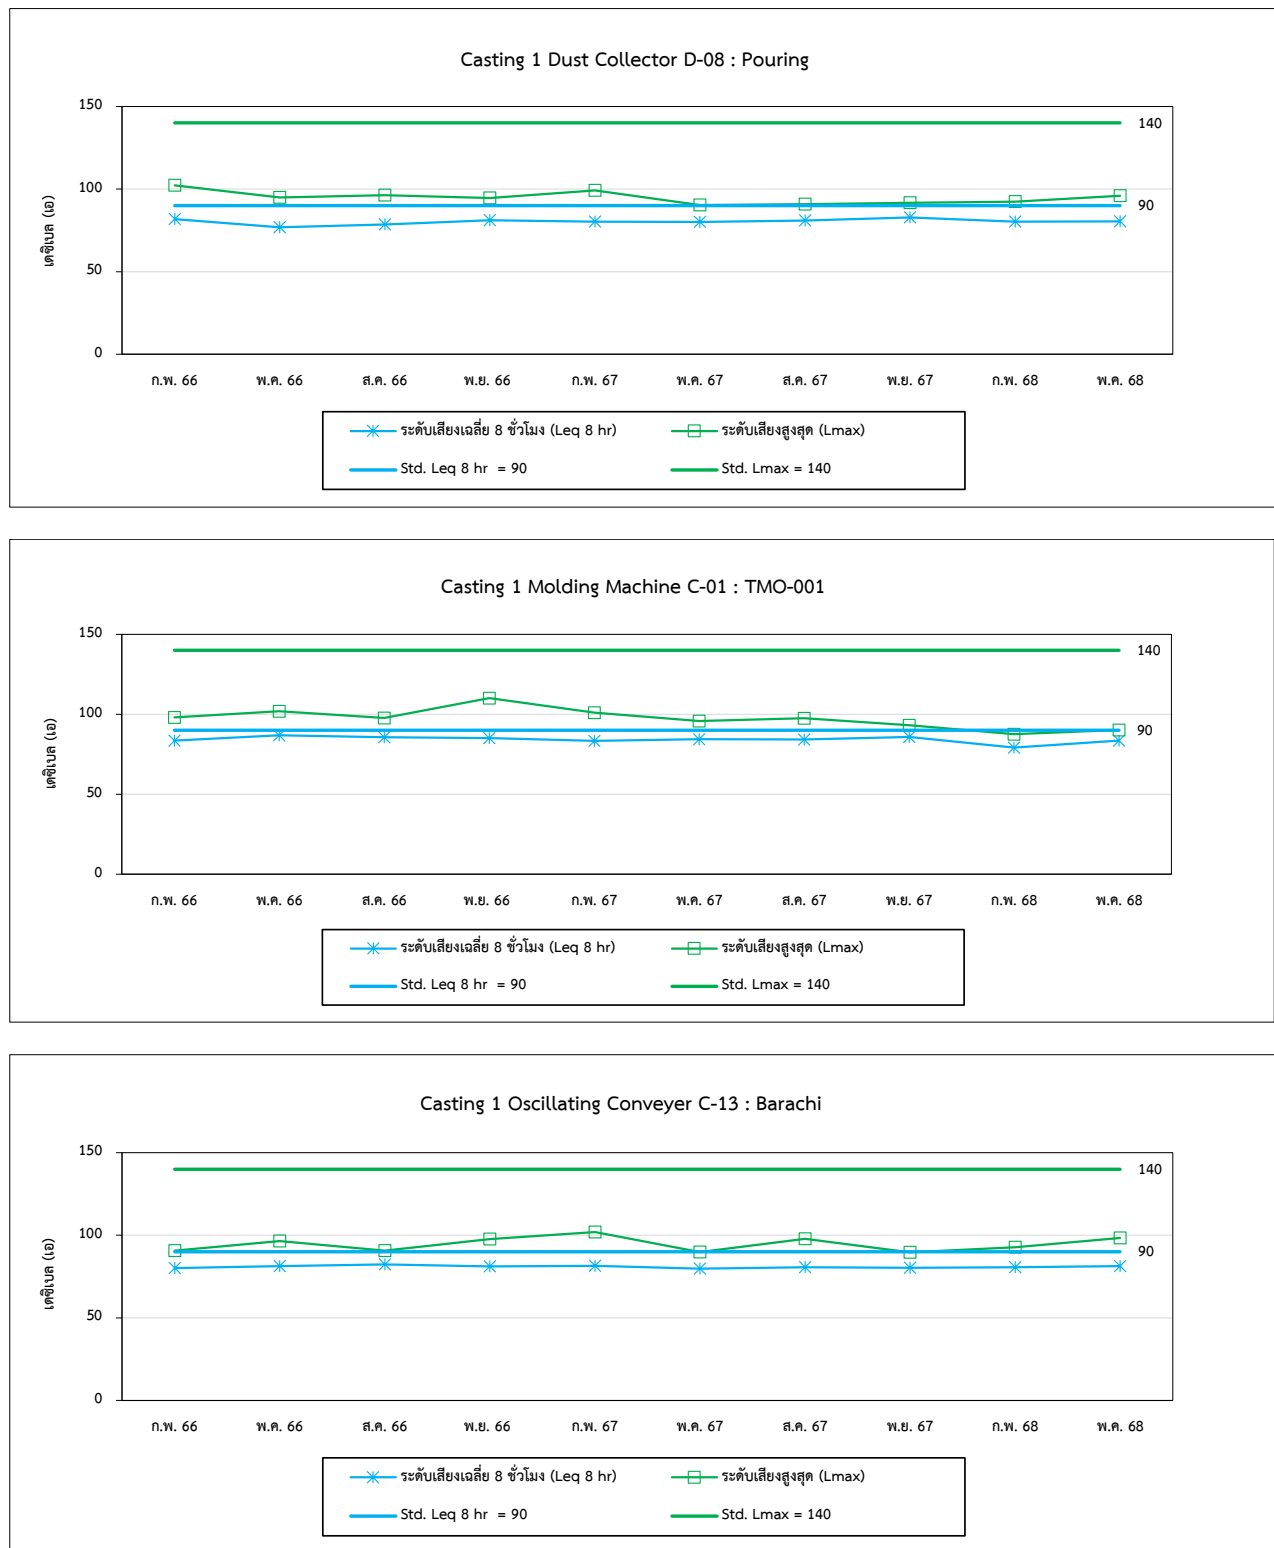 Casting 1 Dust Collector D-08 : Pouring
150
100
50
0
เดซิเบล (เอ)
140
90
ก.พ. 66 พ.ค. 66 ส.ค. 66 พ.ย. 66 ก.พ. 67 พ.ค. 67 ส.ค. 67 พ.ย. 67 ก.พ. 68 พ.ค. 68
ระดับเสียงเฉลี่ย 8 ชั่วโมง (Leq 8 hr) ระดับเสียงสูงสุด (Lmax)
Std. Leq 8 hr = 90 Std. Lmax = 140
Casting 1 Molding Machine C-01 : TMO-001
150
100
50
0
เดซิเบล (เอ)
140
90
ก.พ. 66 พ.ค. 66 ส.ค. 66 พ.ย. 66 ก.พ. 67 พ.ค. 67 ส.ค. 67 พ.ย. 67 ก.พ. 68 พ.ค. 68
ระดับเสียงเฉลี่ย 8 ชั่วโมง (Leq 8 hr) ระดับเสียงสูงสุด (Lmax)
Std. Leq 8 hr = 90 Std. Lmax = 140
Casting 1 Oscillating Conveyer C-13 : Barachi
150
100
50
0
เดซิเบล (เอ)
140
90
ก.พ. 66 พ.ค. 66 ส.ค. 66 พ.ย. 66 ก.พ. 67 พ.ค. 67 ส.ค. 67 พ.ย. 67 ก.พ. 68 พ.ค. 68
ระดับเสียงเฉลี่ย 8 ชั่วโมง (Leq 8 hr) ระดับเสียงสูงสุด (Lmax)
Std. Leq 8 hr = 90 Std. Lmax = 140